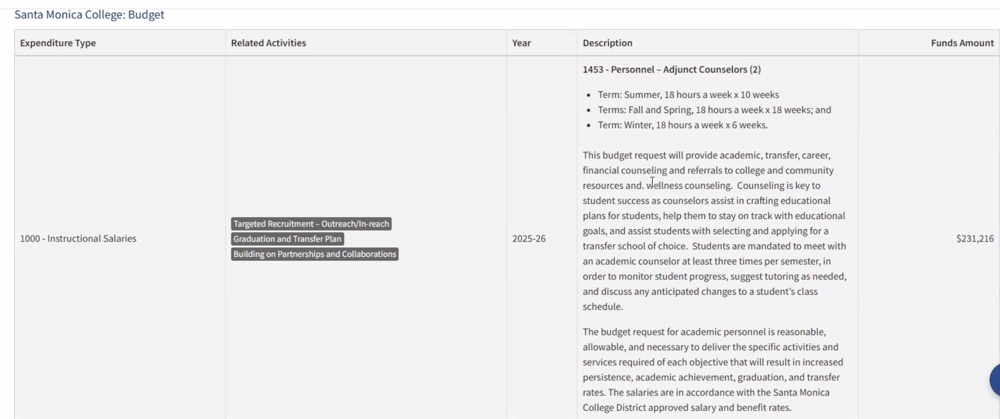 Santa Monica College: Budget
Expenditure Type
Related Activities
Year
Description
Funds Amount
1000 - Instructional Salaries
Targeted Recruitment – Outreach/In-reach
Graduation and Transfer Plan
Building on Partnerships and Collaborations
2025-26
1453 - Personnel – Adjunct Counselors (2)
• Term: Summer, 18 hours a week x 10 weeks
• Terms: Fall and Spring, 18 hours a week x 18 weeks; and
• Term: Winter, 18 hours a week x 6 weeks.
This budget request will provide academic, transfer, career,
financial counseling and referrals to college and community
resources and. wellness counseling.  Counseling is key to
student success as counselors assist in crafting educational
plans for students, help them to stay on track with educational
goals, and assist students with selecting and applying for a
transfer school of choice.  Students are mandated to meet with
an academic counselor at least three times per semester, in
order to monitor student progress, suggest tutoring as needed,
and discuss any anticipated changes to a student’s class
schedule.
The budget request for academic personnel is reasonable,
allowable, and necessary to deliver the specific activities and
services required of each objective that will result in increased
persistence, academic achievement, graduation, and transfer
rates. The salaries are in accordance with the Santa Monica
College District approved salary and benefit rates.
$231,216